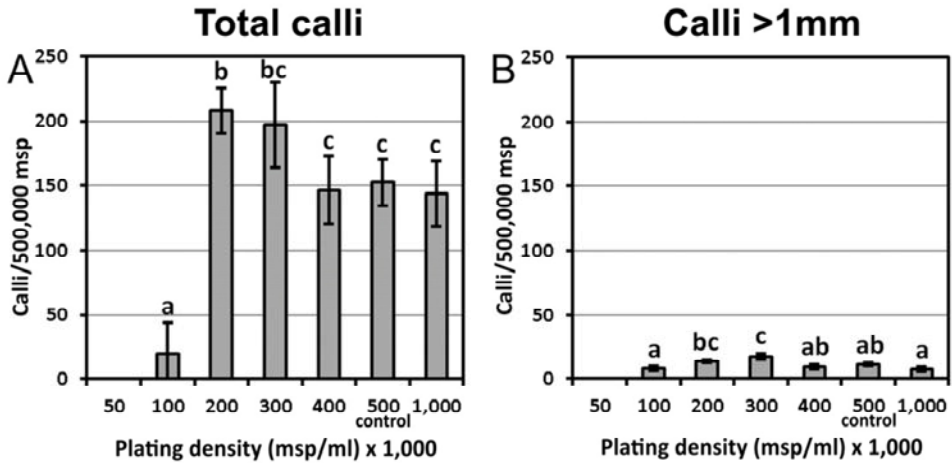 Total calli
A
Calli/500,000 msp
250
200
150
100
50
0
a
b
bc
c
c
c
50 100 200 300 400 500 1,000
control
Plating density (msp/ml) x 1,000
Calli >1mm
B
Calli/500,000 msp
250
200
150
100
50
0
a
bc
c
ab
ab
a
50 100 200 300 400 500 1,000
control
Plating density (msp/ml) x 1,000